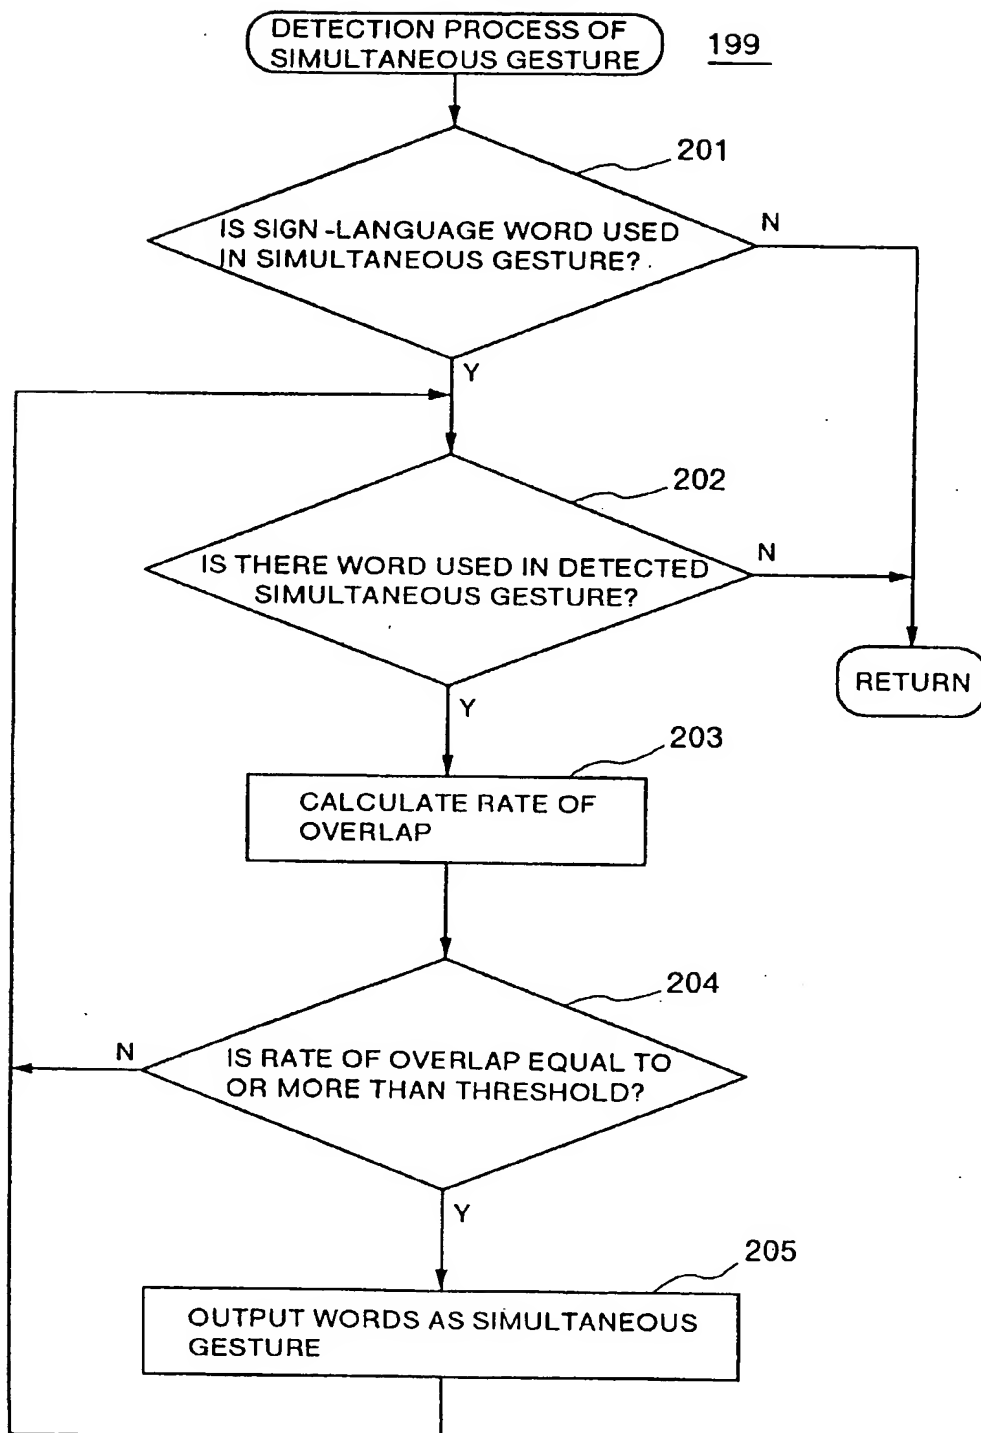 DETECTION PROCESS OF
SIMULTANEOUS GESTURE
199
201
IS SIGN-LANGUAGE WORD USED
IN SIMULTANEOUS GESTURE?
N
Y
202
IS THERE WORD USED IN DETECTED
SIMULTANEOUS GESTURE?
N
RETURN
Y
203
CALCULATE RATE OF
OVERLAP
204
N
IS RATE OF OVERLAP EQUAL TO
OR MORE THAN THRESHOLD?
Y
205
OUTPUT WORDS AS SIMULTANEOUS
GESTURE